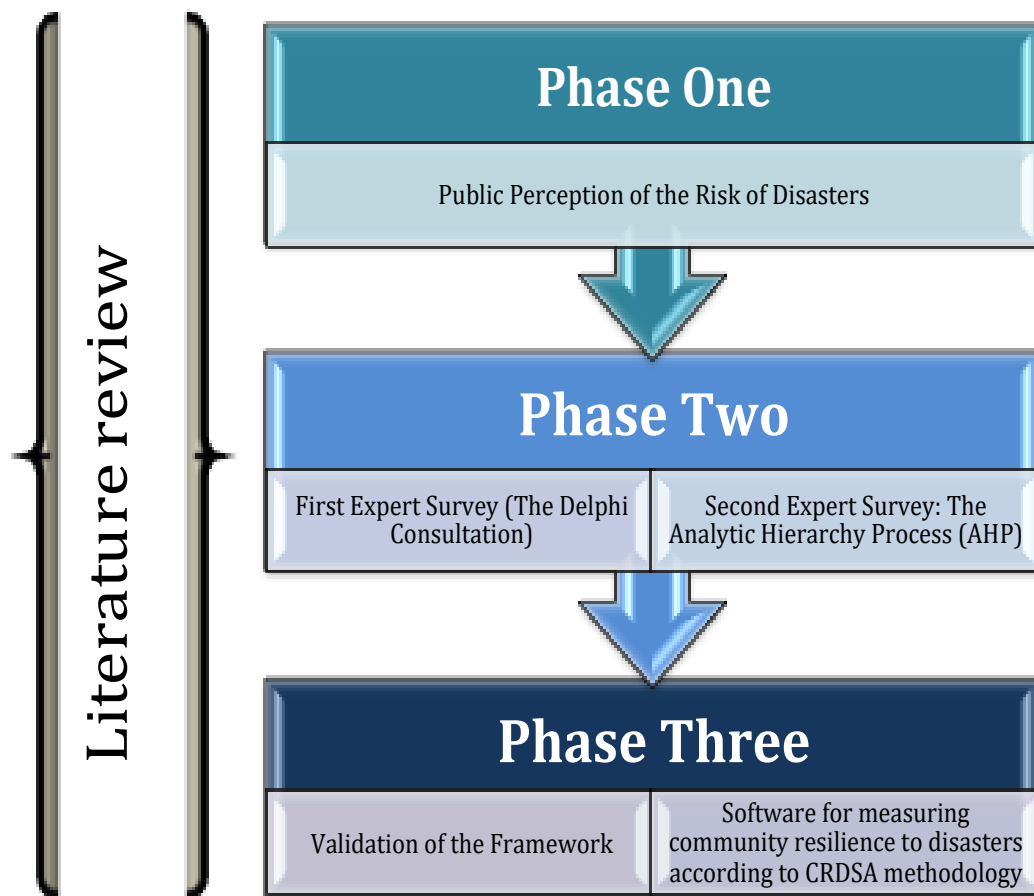 Literature review
Phase One
Public Perception of the Risk of Disasters
Phase Two
First Expert Survey (The Delphi
Consultation)
Second Expert Survey: The
Analytic Hierarchy Process (AHP)
Phase Three
Validation of the Framework
Software for measuring
community resilience to disasters
according to CRDSA methodology